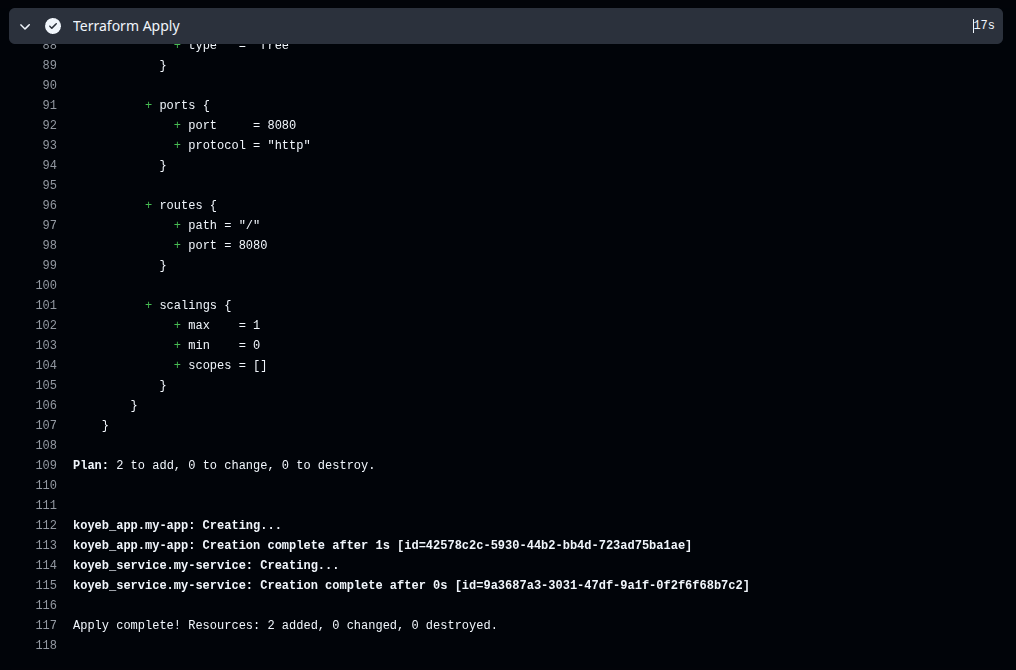 Terraform Apply 17s
88 + type = "free"
89 }
90
91 + ports {
92 + port = 8080
93 + protocol = "http"
94 }
95
96 + routes {
97 + path = "/"
98 + port = 8080
99 }
100
101 + scalings {
102 + max = 1
103 + min = 0
104 + scopes = []
105 }
106 }
107 }
108
109 Plan: 2 to add, 0 to change, 0 to destroy.
110
111
112 koyeb_app.my-app: Creating...
113 koyeb_app.my-app: Creation complete after 1s [id=42578c2c-5930-44b2-bb4d-723ad75ba1ae]
114 koyeb_service.my-service: Creating...
115 koyeb_service.my-service: Creation complete after 0s [id=9a3687a3-3031-47df-9a1f-0f2f6f68b7c2]
116
117 Apply complete! Resources: 2 added, 0 changed, 0 destroyed.
118